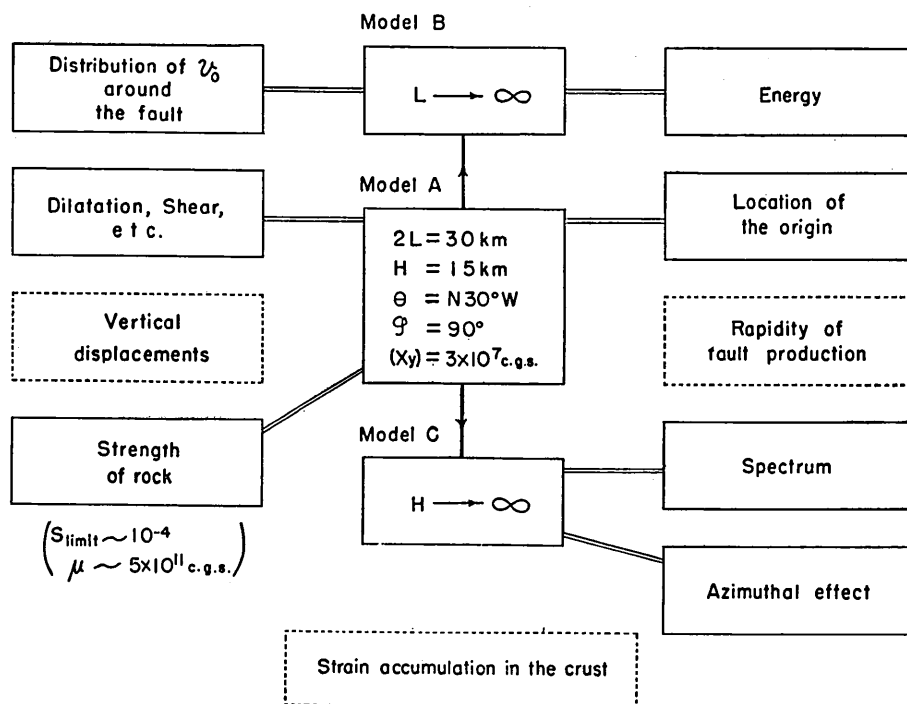 Model B
Distribution of v₀
around
the fault
L → ∞
Energy
Model A
Dilatation, Shear,
etc.
2L = 30 km
H = 15 km
θ = N30°W
φ = 90°
(Xy) = 3×10⁷ c.g.s.
Location of
the origin
Vertical
displacements
Rapidity of
fault production
Model C
Strength
of rock
H → ∞
Spectrum
(S limit ~ 10⁻⁴
μ ~ 5×10¹¹ c.g.s.)
Azimuthal effect
Strain accumulation in the crust